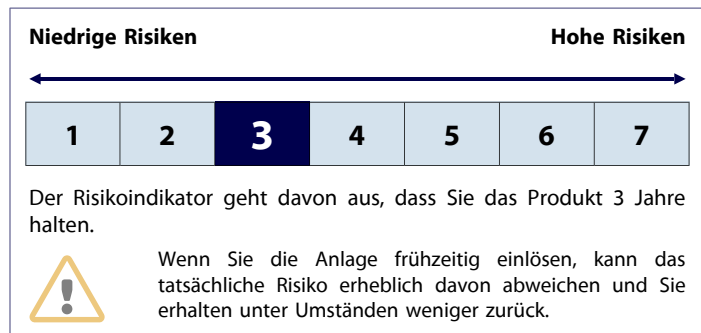 Niedrige Risiken Hohe Risiken
1 2 3 4 5 6 7
Der Risikoindikator geht davon aus, dass Sie das Produkt 3 Jahre
halten.
Wenn Sie die Anlage frühzeitig einlösen, kann das
tatsächliche Risiko erheblich davon abweichen und Sie
erhalten unter Umständen weniger zurück.